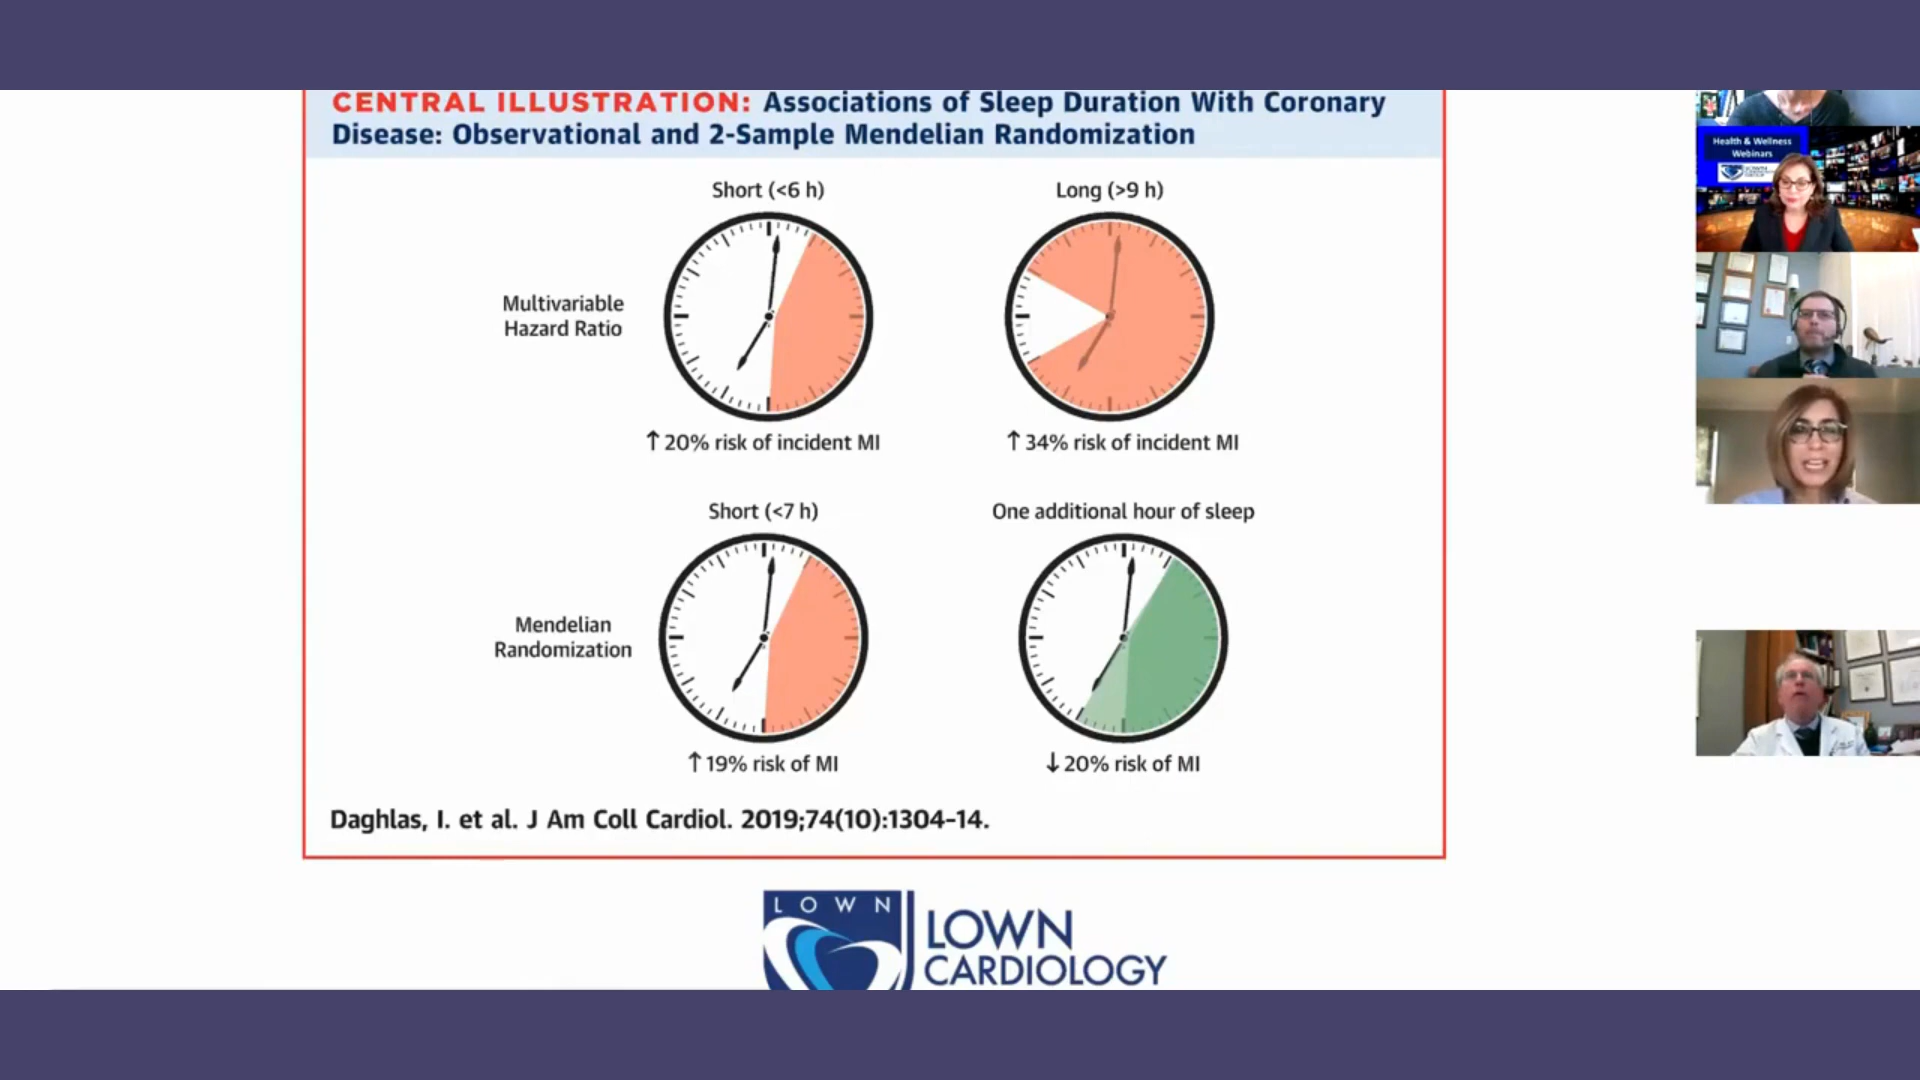 CENTRAL ILLUSTRATION: Associations of Sleep Duration With Coronary
Disease: Observational and 2-Sample Mendelian Randomization
Short (<6 h)
Long (>9 h)
Multivariable
Hazard Ratio
↑20% risk of incident MI
↑34% risk of incident MI
Short (<7 h)
One additional hour of sleep
Mendelian
Randomization
↑19% risk of MI
↓20% risk of MI
Daghlas, I. et al. J Am Coll Cardiol. 2019;74(10):1304–14.
LOWN
LOWN
CARDIOLOGY
Health & Wellness
Webinars